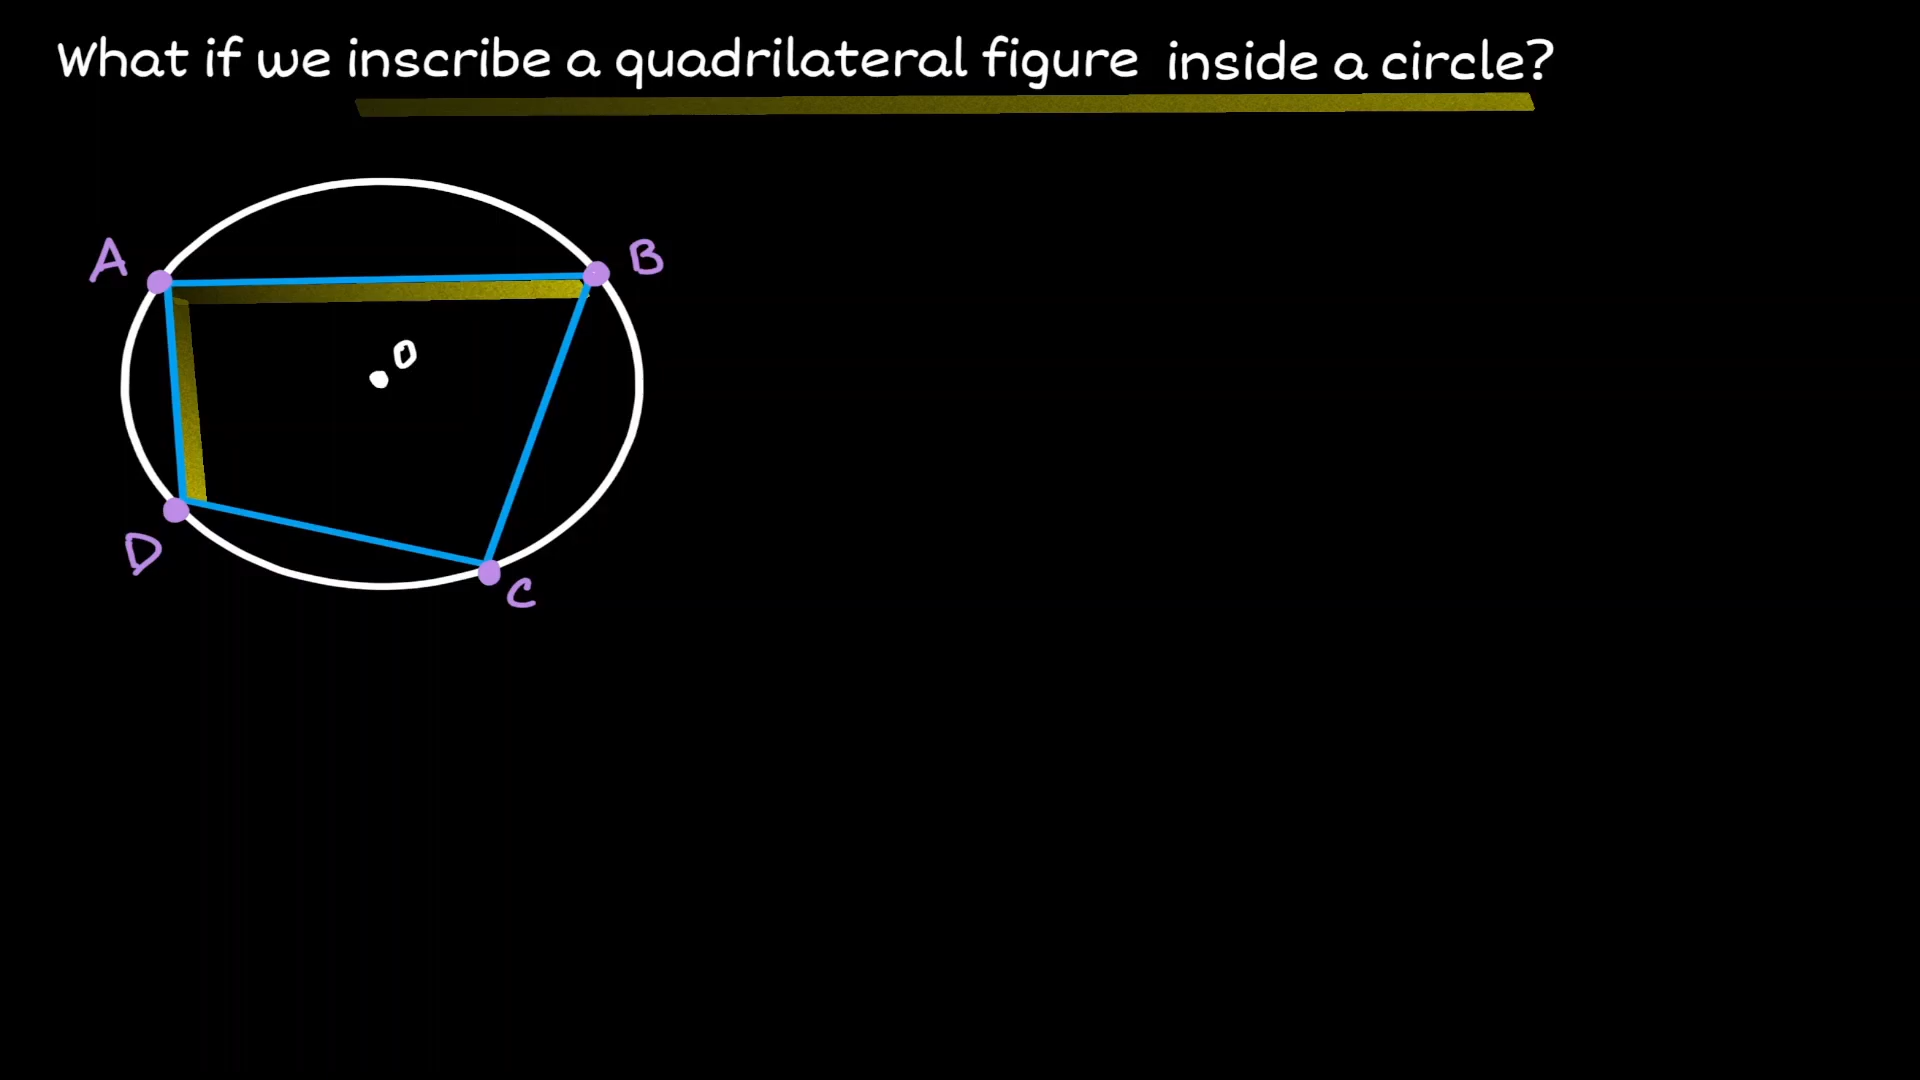 What if we inscribe a quadrilateral figure inside a circle?
A
B
O
D
C